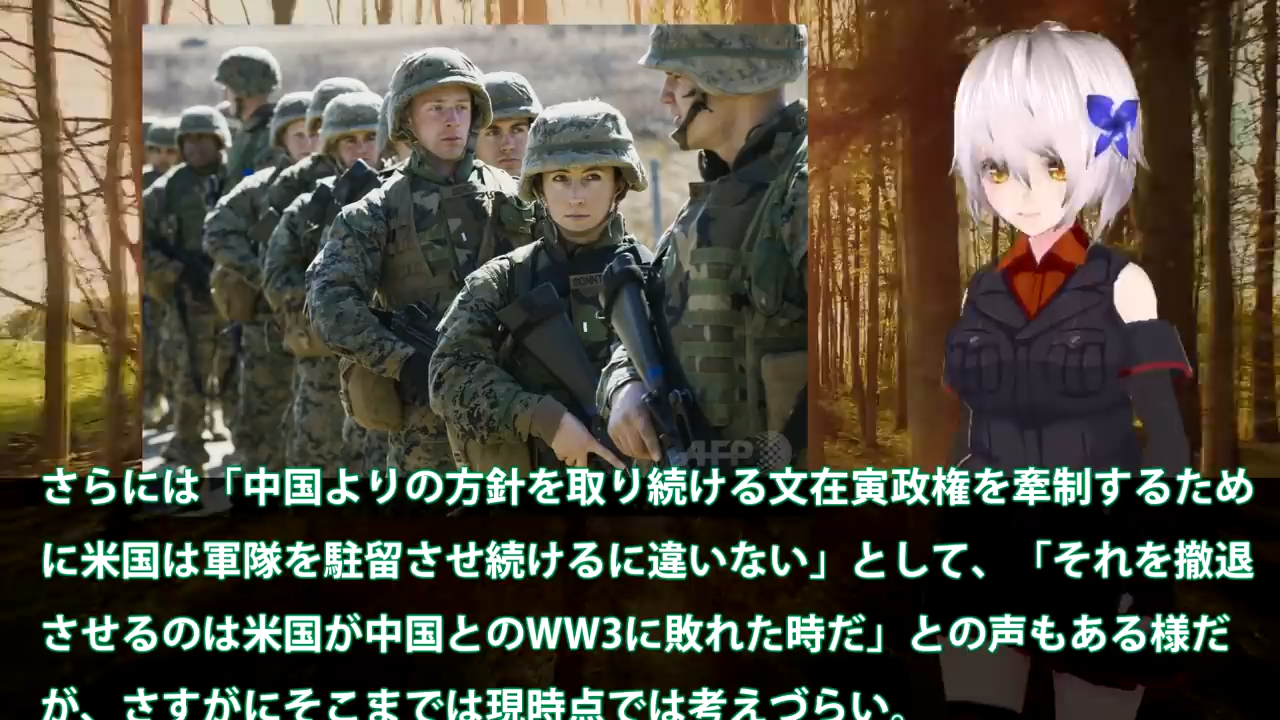 AFP
さらには「中国よりの方針を取り続ける文在寅政権を牽制するため
に米国は軍隊を駐留させ続けるに違いない」として、「それを撤退
させるのは米国が中国とのWW3に敗れた時だ」との声もある様だ
が、さすがにそこまでは現時点では考えづらい。